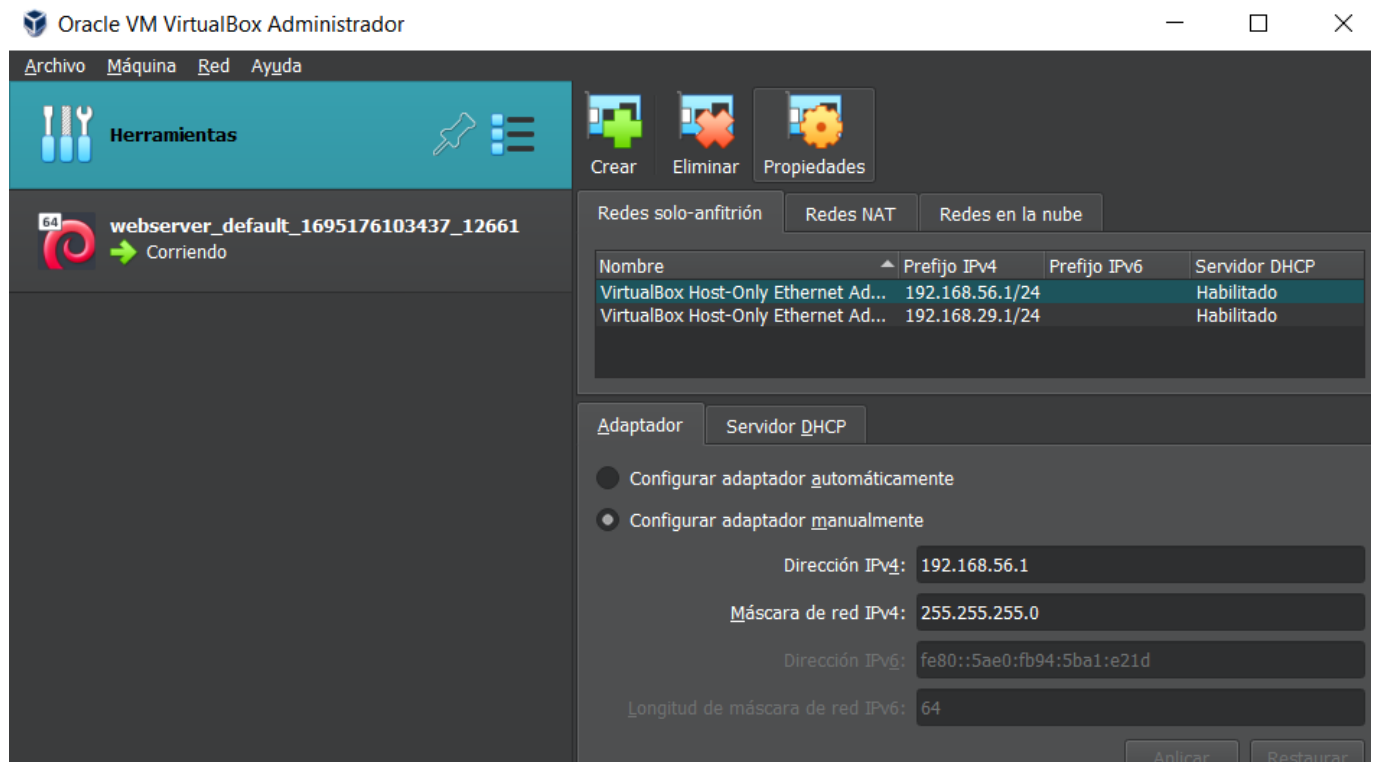 Oracle VM VirtualBox Administrador
Archivo Máquina Red Ayuda
Herramientas
Crear Eliminar Propiedades
64
webserver_default_1695176103437_12661
Corriendo
Redes solo-anfitrión Redes NAT Redes en la nube
Nombre Prefijo IPv4 Prefijo IPv6 Servidor DHCP
VirtualBox Host-Only Ethernet Ad... 192.168.56.1/24 Habilitado
VirtualBox Host-Only Ethernet Ad... 192.168.29.1/24 Habilitado
Adaptador Servidor DHCP
Configurar adaptador automáticamente
Configurar adaptador manualmente
Dirección IPv4: 192.168.56.1
Máscara de red IPv4: 255.255.255.0
Dirección IPv6: fe80::5ae0:fb94:5ba1:e21d
Longitud de máscara de red IPv6: 64
Aplicar Restaurar